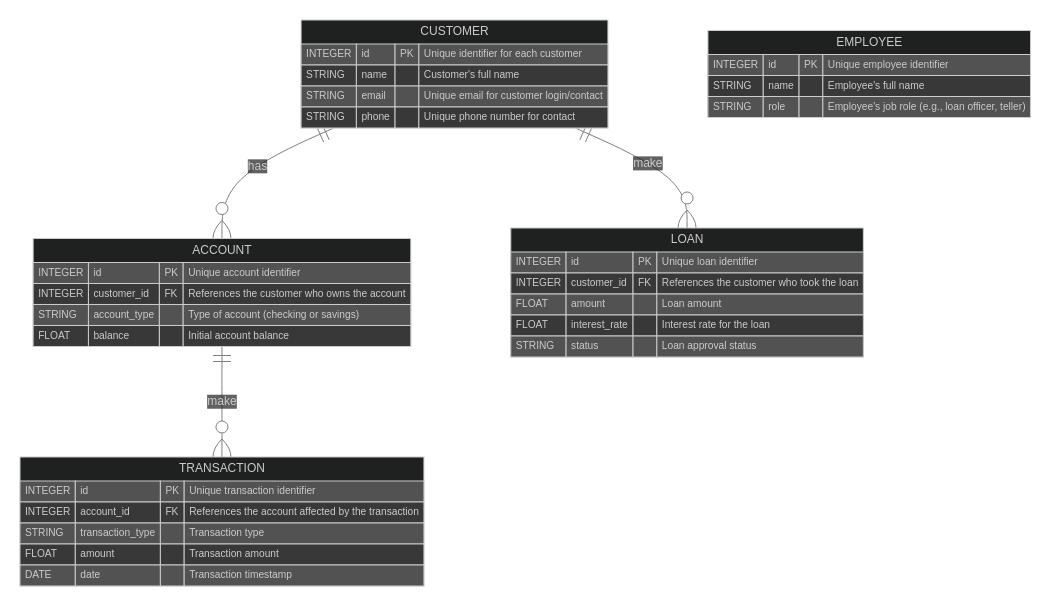 CUSTOMER
INTEGER id PK Unique identifier for each customer
STRING name Customer's full name
STRING email Unique email for customer login/contact
STRING phone Unique phone number for contact
EMPLOYEE
INTEGER id PK Unique employee identifier
STRING name Employee's full name
STRING role Employee's job role (e.g., loan officer, teller)
has
make
ACCOUNT
INTEGER id PK Unique account identifier
INTEGER customer_id FK References the customer who owns the account
STRING account_type Type of account (checking or savings)
FLOAT balance Initial account balance
LOAN
INTEGER id PK Unique loan identifier
INTEGER customer_id FK References the customer who took the loan
FLOAT amount Loan amount
FLOAT interest_rate Interest rate for the loan
STRING status Loan approval status
make
TRANSACTION
INTEGER id PK Unique transaction identifier
INTEGER account_id FK References the account affected by the transaction
STRING transaction_type Transaction type
FLOAT amount Transaction amount
DATE date Transaction timestamp